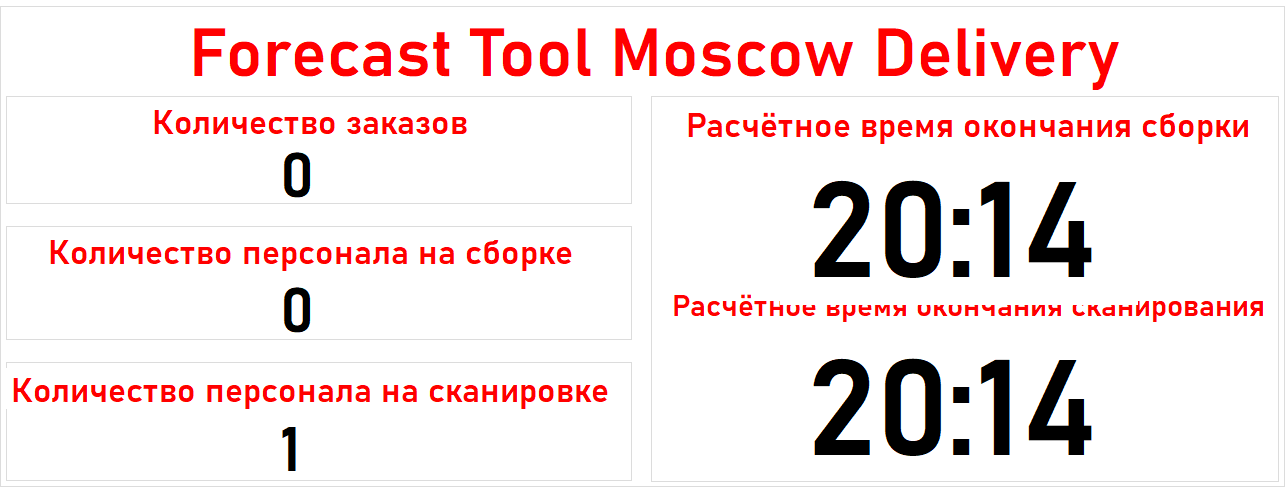 Forecast Tool Moscow Delivery
Количество заказов
0
Количество персонала на сборке
0
Количество персонала на сканировке
1
Расчётное время окончания сборки
20:14
Расчётное время окончания сканирования
20:14